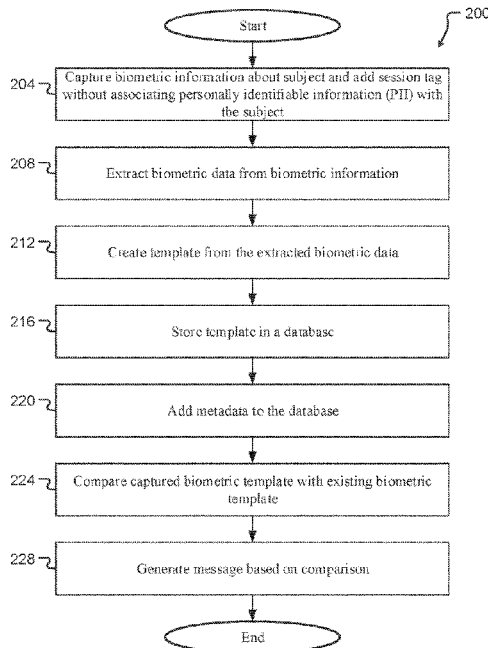 200
Start
204
Capture biometric information about subject and add session tag
without associating personally identifiable information (PII) with
the subject
208
Extract biometric data from biometric information
212
Create template from the extracted biometric data
216
Store template in a database
220
Add metadata to the database
224
Compare captured biometric template with existing biometric
template
228
Generate message based on comparison
End